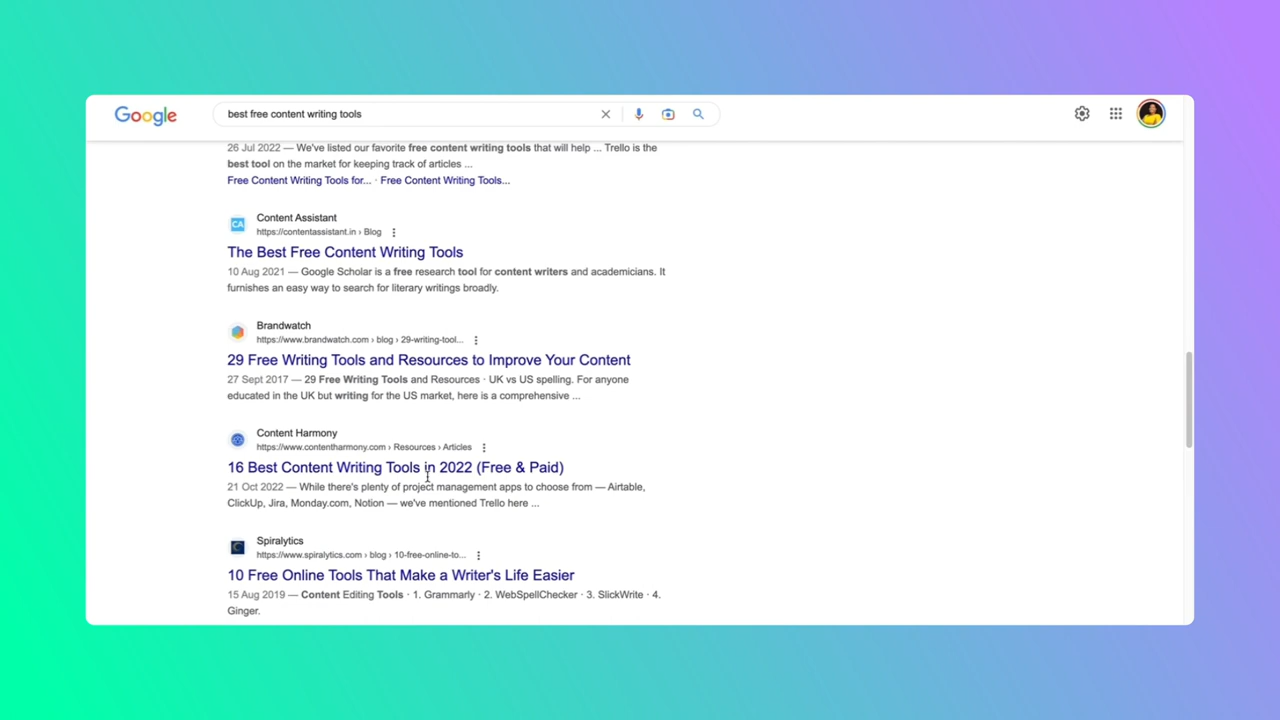 Google
best free content writing tools
26 Jul 2022 — We've listed our favorite free content writing tools that will help ... Trello is the
best tool on the market for keeping track of articles ...
Free Content Writing Tools for... · Free Content Writing Tools...
CA
Content Assistant
https://contentassistant.in › Blog
The Best Free Content Writing Tools
10 Aug 2021 — Google Scholar is a free research tool for content writers and academicians. It
furnishes an easy way to search for literary writings broadly.
Brandwatch
https://www.brandwatch.com › blog › 29-writing-tool...
29 Free Writing Tools and Resources to Improve Your Content
27 Sept 2017 — 29 Free Writing Tools and Resources · UK vs US spelling. For anyone
educated in the UK but writing for the US market, here is a comprehensive ...
Content Harmony
https://www.contentharmony.com › Resources › Articles
16 Best Content Writing Tools in 2022 (Free & Paid)
21 Oct 2022 — While there's plenty of project management apps to choose from — Airtable,
ClickUp, Jira, Monday.com, Notion — we've mentioned Trello here ...
Spiralytics
https://www.spiralytics.com › blog › 10-free-online-to...
10 Free Online Tools That Make a Writer's Life Easier
15 Aug 2019 — Content Editing Tools · 1. Grammarly · 2. WebSpellChecker · 3. SlickWrite · 4.
Ginger.